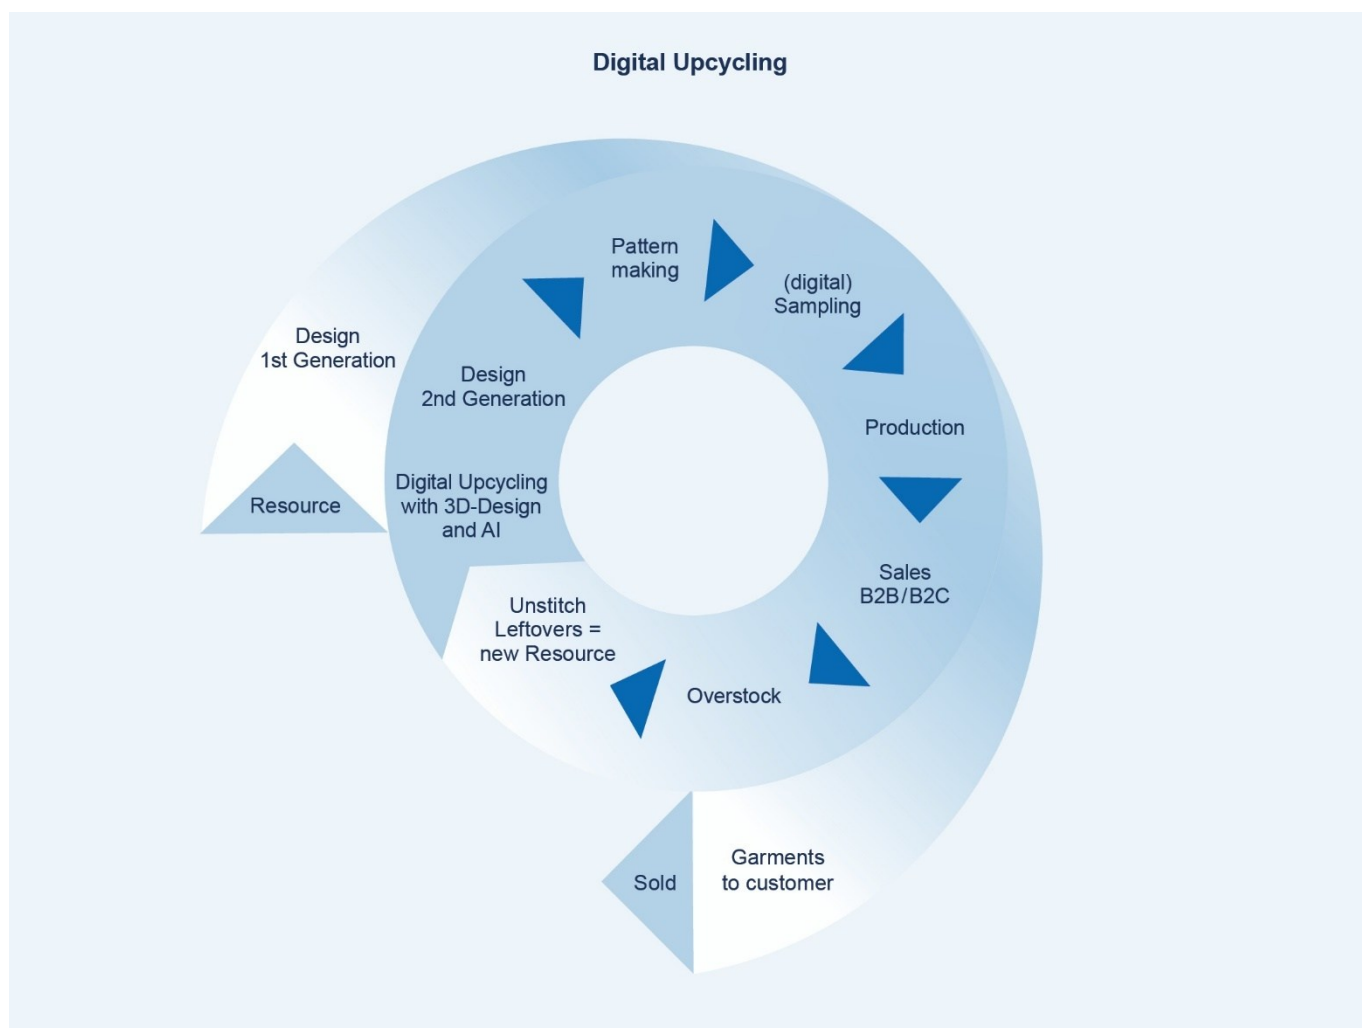 Digital Upcycling
Pattern
making
(digital)
Sampling
Design
1st Generation
Design
2nd Generation
Production
Resource
Digital Upcycling
with 3D-Design
and AI
Sales
B2B/B2C
Unstitch
Leftovers =
new Resource
Overstock
Garments
to customer
Sold